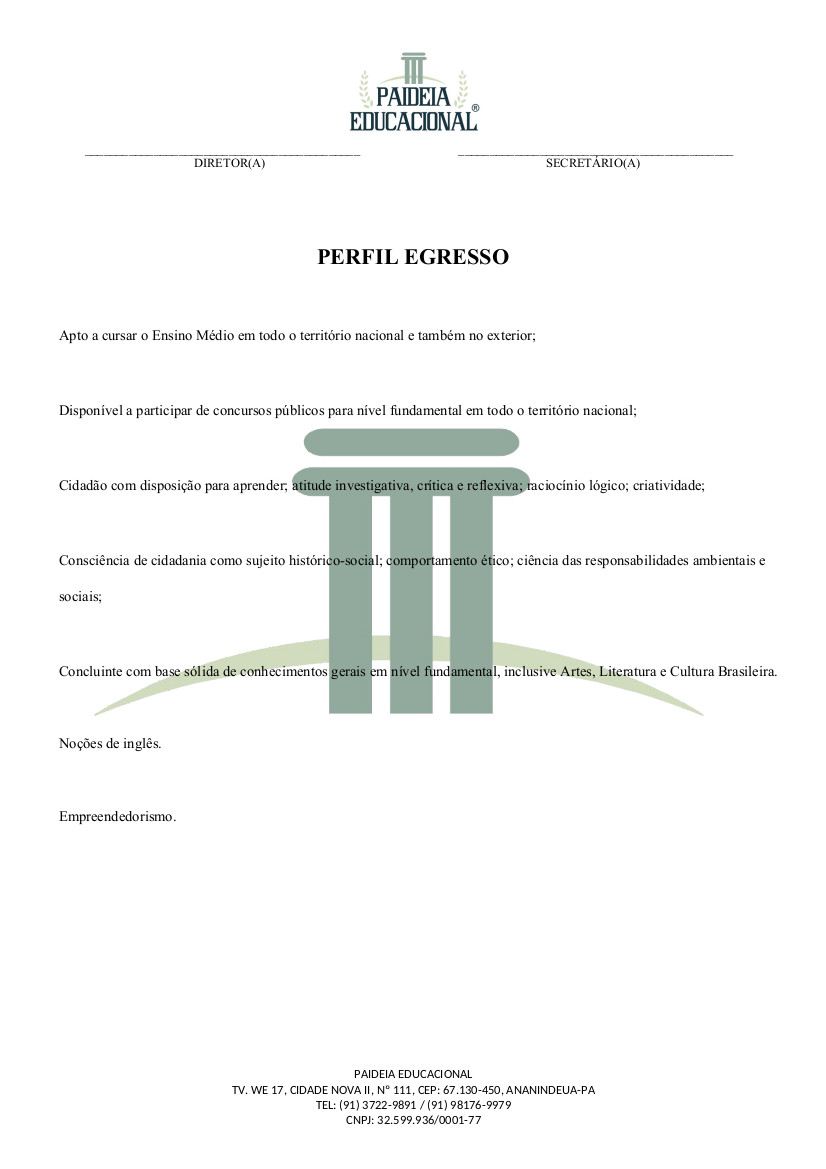 PAIDEIA
EDUCACIONAL®
DIRETOR(A) SECRETÁRIO(A)
PERFIL EGRESSO
Apto a cursar o Ensino Médio em todo o território nacional e também no exterior;
Disponível a participar de concursos públicos para nível fundamental em todo o território nacional;
Cidadão com disposição para aprender; atitude investigativa, crítica e reflexiva; raciocínio lógico; criatividade;
Consciência de cidadania como sujeito histórico-social; comportamento ético; ciência das responsabilidades ambientais e
sociais;
Concluinte com base sólida de conhecimentos gerais em nível fundamental, inclusive Artes, Literatura e Cultura Brasileira.
Noções de inglês.
Empreendedorismo.
PAIDEIA EDUCACIONAL
TV. WE 17, CIDADE NOVA II, Nº 111, CEP: 67.130-450, ANANINDEUA-PA
TEL: (91) 3722-9891 / (91) 98176-9979
CNPJ: 32.599.936/0001-77